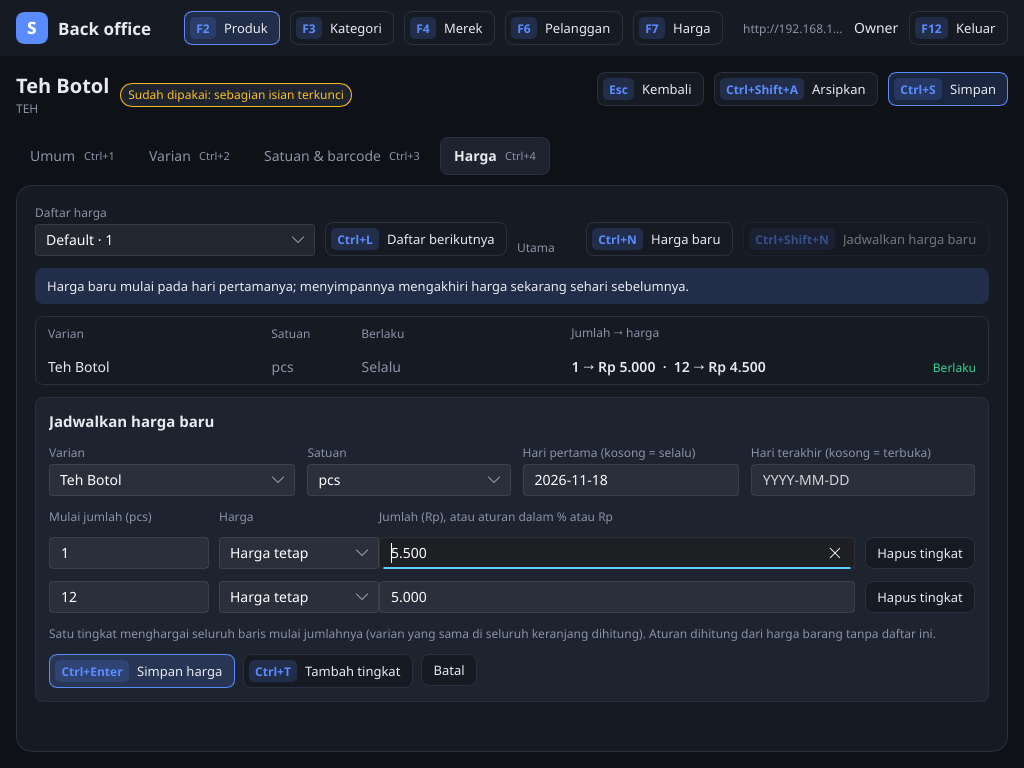 S Back office F2 Produk F3 Kategori F4 Merek F6 Pelanggan F7 Harga http://192.168.1... Owner F12 Keluar
Teh Botol Sudah dipakai: sebagian isian terkunci Esc Kembali Ctrl+Shift+A Arsipkan Ctrl+S Simpan
TEH
Umum Ctrl+1 Varian Ctrl+2 Satuan & barcode Ctrl+3 Harga Ctrl+4
Daftar harga
Default · 1 Ctrl+L Daftar berikutnya Utama Ctrl+N Harga baru Ctrl+Shift+N Jadwalkan harga baru
Harga baru mulai pada hari pertamanya; menyimpannya mengakhiri harga sekarang sehari sebelumnya.
Varian Satuan Berlaku Jumlah → harga
Teh Botol pcs Selalu 1 → Rp 5.000 · 12 → Rp 4.500 Berlaku
Jadwalkan harga baru
Varian Satuan Hari pertama (kosong = selalu) Hari terakhir (kosong = terbuka)
Teh Botol pcs 2026-11-18 YYYY-MM-DD
Mulai jumlah (pcs) Harga Jumlah (Rp), atau aturan dalam % atau Rp
1 Harga tetap 5.500 Hapus tingkat
12 Harga tetap 5.000 Hapus tingkat
Satu tingkat menghargai seluruh baris mulai jumlahnya (varian yang sama di seluruh keranjang dihitung). Aturan dihitung dari harga barang tanpa daftar ini.
Ctrl+Enter Simpan harga Ctrl+T Tambah tingkat Batal